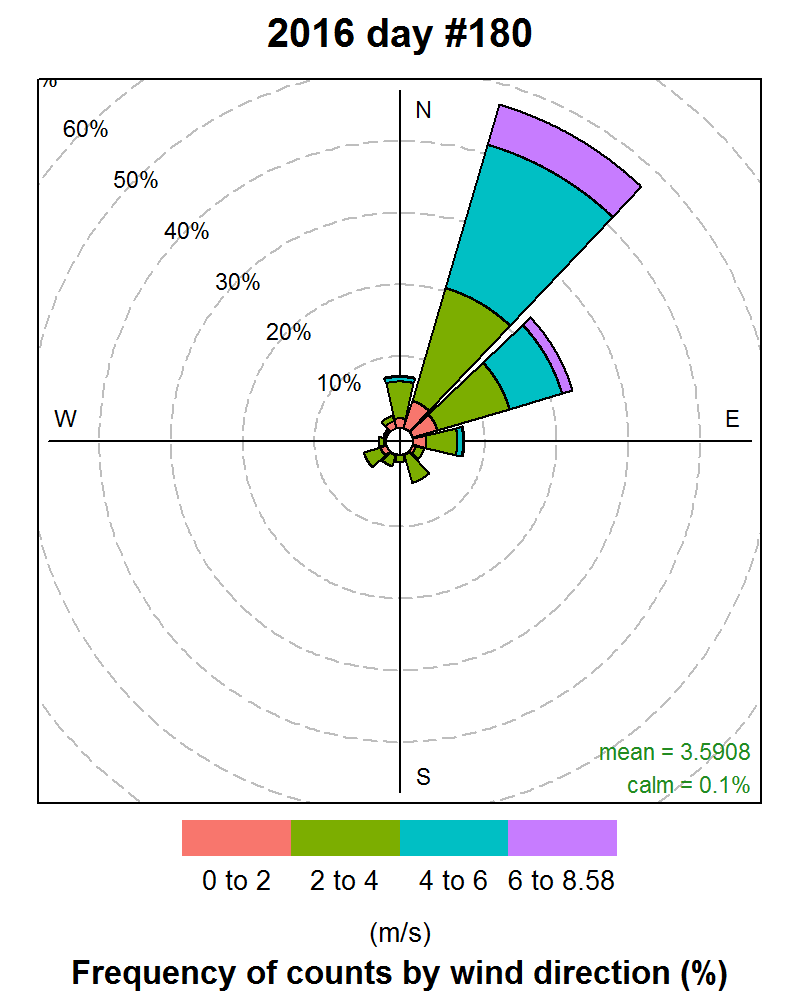 2016 day #180
%
60%
50%
40%
30%
20%
10%
N
W
E
S
mean = 3.5908
calm = 0.1%
0 to 2 2 to 4 4 to 6 6 to 8.58
(m/s)
Frequency of counts by wind direction (%)